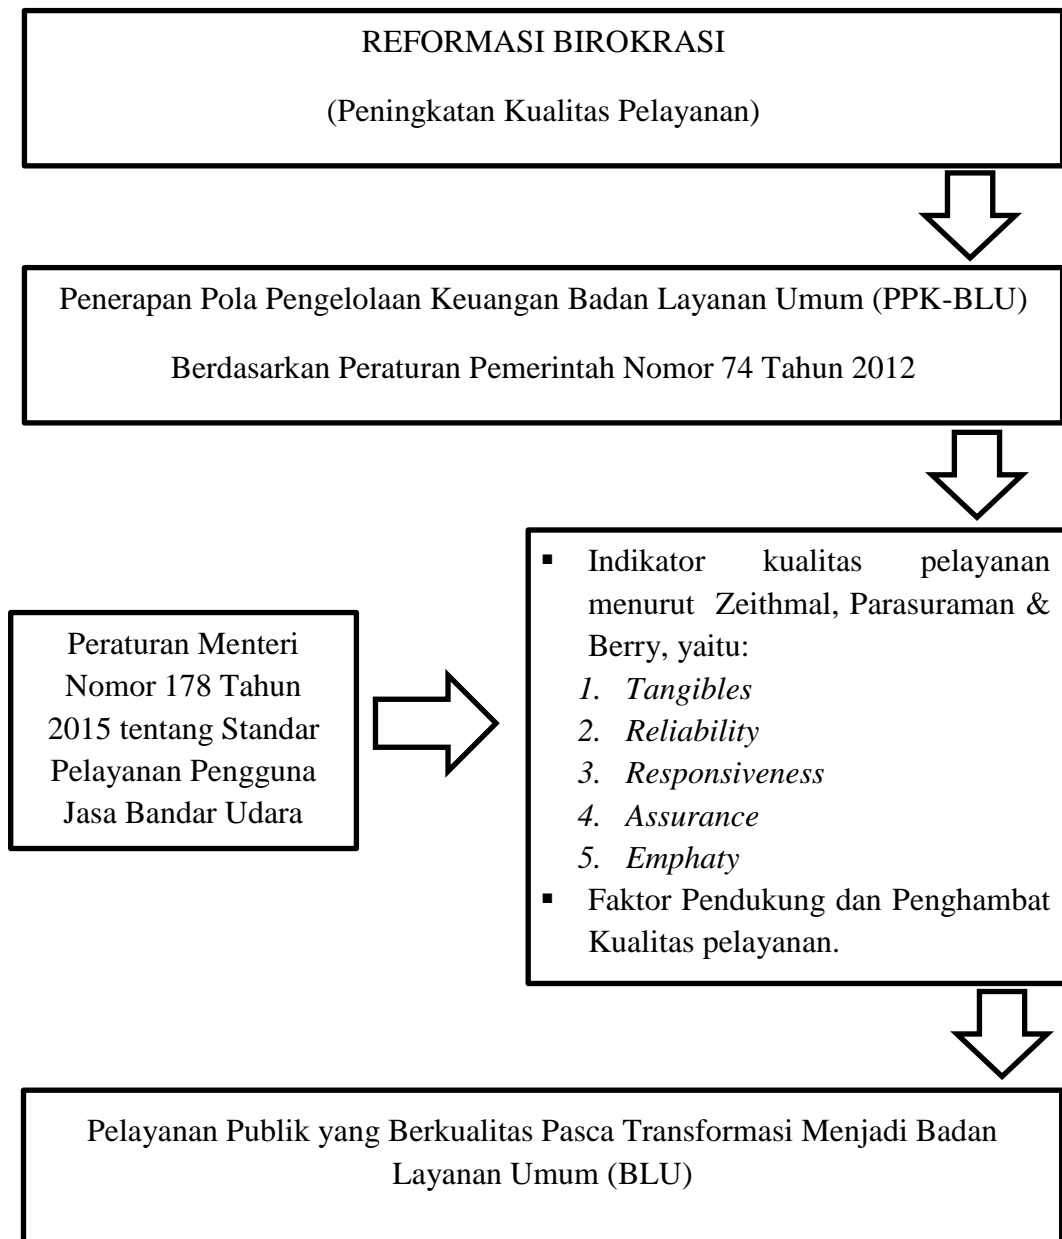 REFORMASI BIROKRASI
(Peningkatan Kualitas Pelayanan)
Penerapan Pola Pengelolaan Keuangan Badan Layanan Umum (PPK-BLU)
Berdasarkan Peraturan Pemerintah Nomor 74 Tahun 2012
Peraturan Menteri
Nomor 178 Tahun
2015 tentang Standar
Pelayanan Pengguna
Jasa Bandar Udara
▪ Indikator kualitas pelayanan
menurut Zeithmal, Parasuraman &
Berry, yaitu:
1. Tangibles
2. Reliability
3. Responsiveness
4. Assurance
5. Emphaty
▪ Faktor Pendukung dan Penghambat
Kualitas pelayanan.
Pelayanan Publik yang Berkualitas Pasca Transformasi Menjadi Badan
Layanan Umum (BLU)